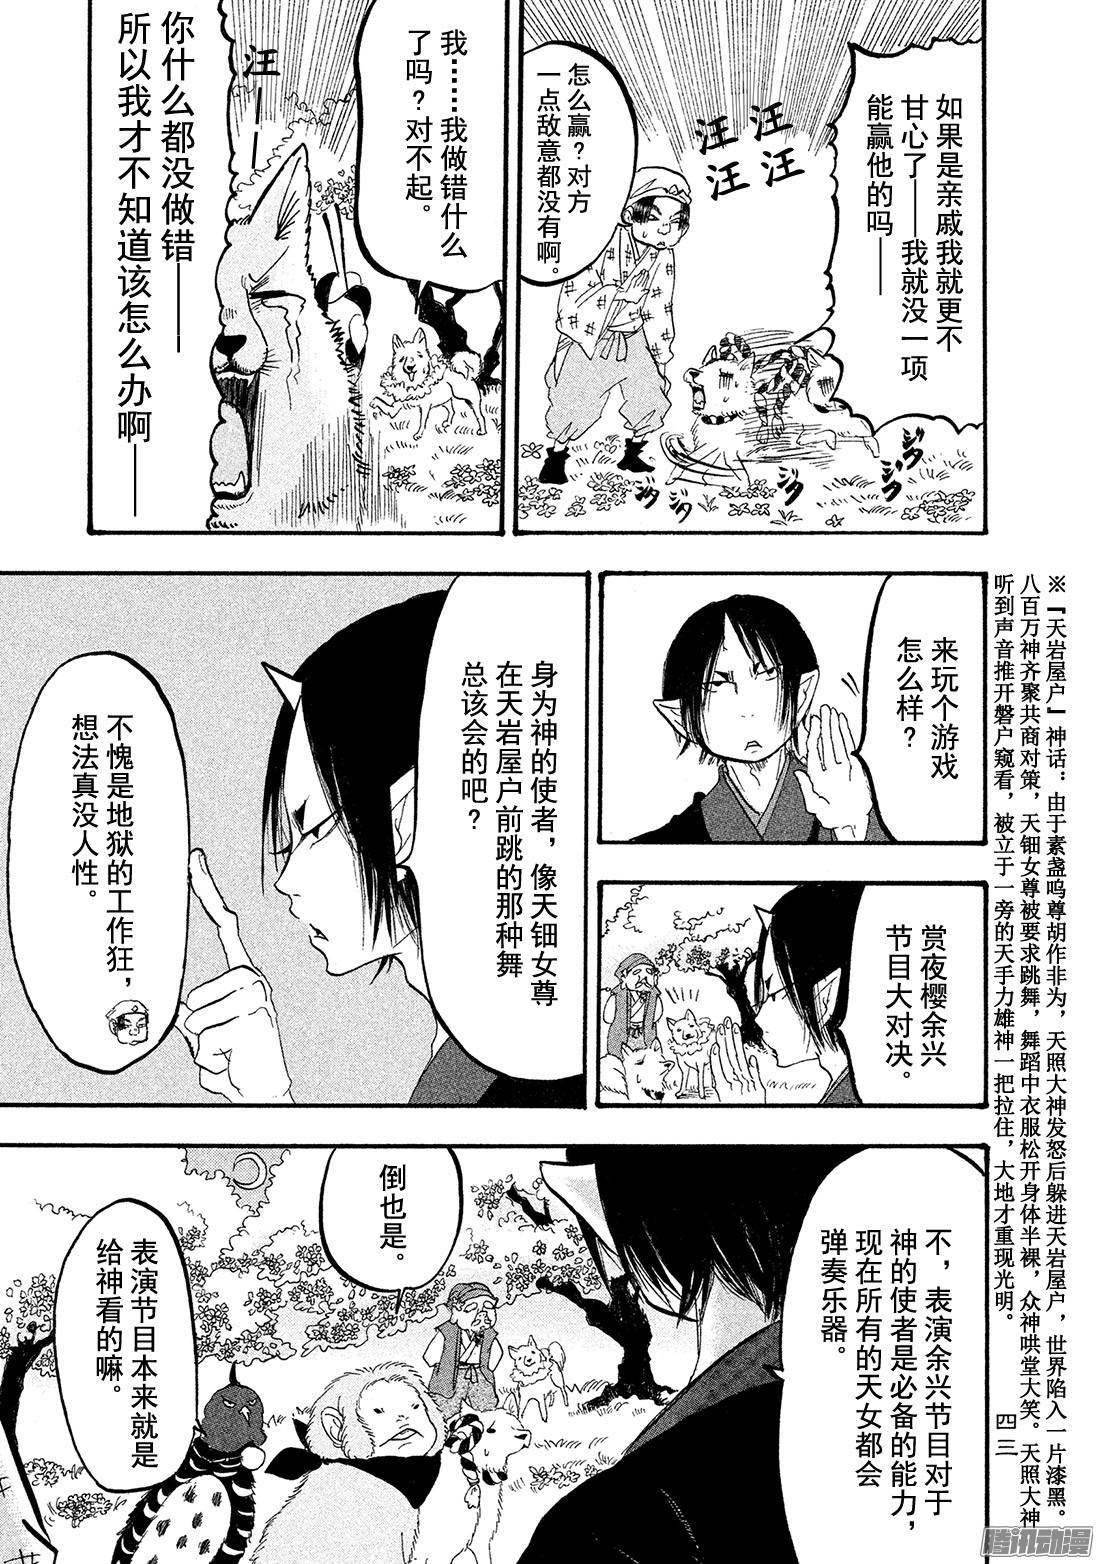 如果是亲戚我就更不
甘心了——我就没一项
能赢他的吗——
汪汪
汪汪
怎么赢？对方
一点敌意都没有啊。
ジタ
ジタ
ジタ
ジタ
我……我做错什么
了吗？对不起。
汪——
你什么都没做错——
所以我才不知道该怎么办啊——
※『天岩屋户』神话：由于素盏鸣尊胡作非为，天照大神发怒后躲进天岩屋户，世界陷入一片漆黑。
八百万神齐聚共商对策，天钿女尊被要求跳舞，舞蹈中衣服松开身体半裸，众神哄堂大笑。天照大神
听到声音推开磐户窥看，被立于一旁的天手力雄神一把拉住，大地才重现光明。
来玩个游戏
怎么样？
赏夜樱余兴
节目大对决。
身为神的使者，像天钿女尊
在天岩屋户前跳的那种舞
总该会的吧？
不愧是地狱的工作狂，
想法真没人性。
不，表演余兴节目对于
神的使者是必备的能力，
现在所有的天女都会
弹奏乐器。
倒也是。
表演节目本来就是
给神看的嘛。
四三
腾讯动漫